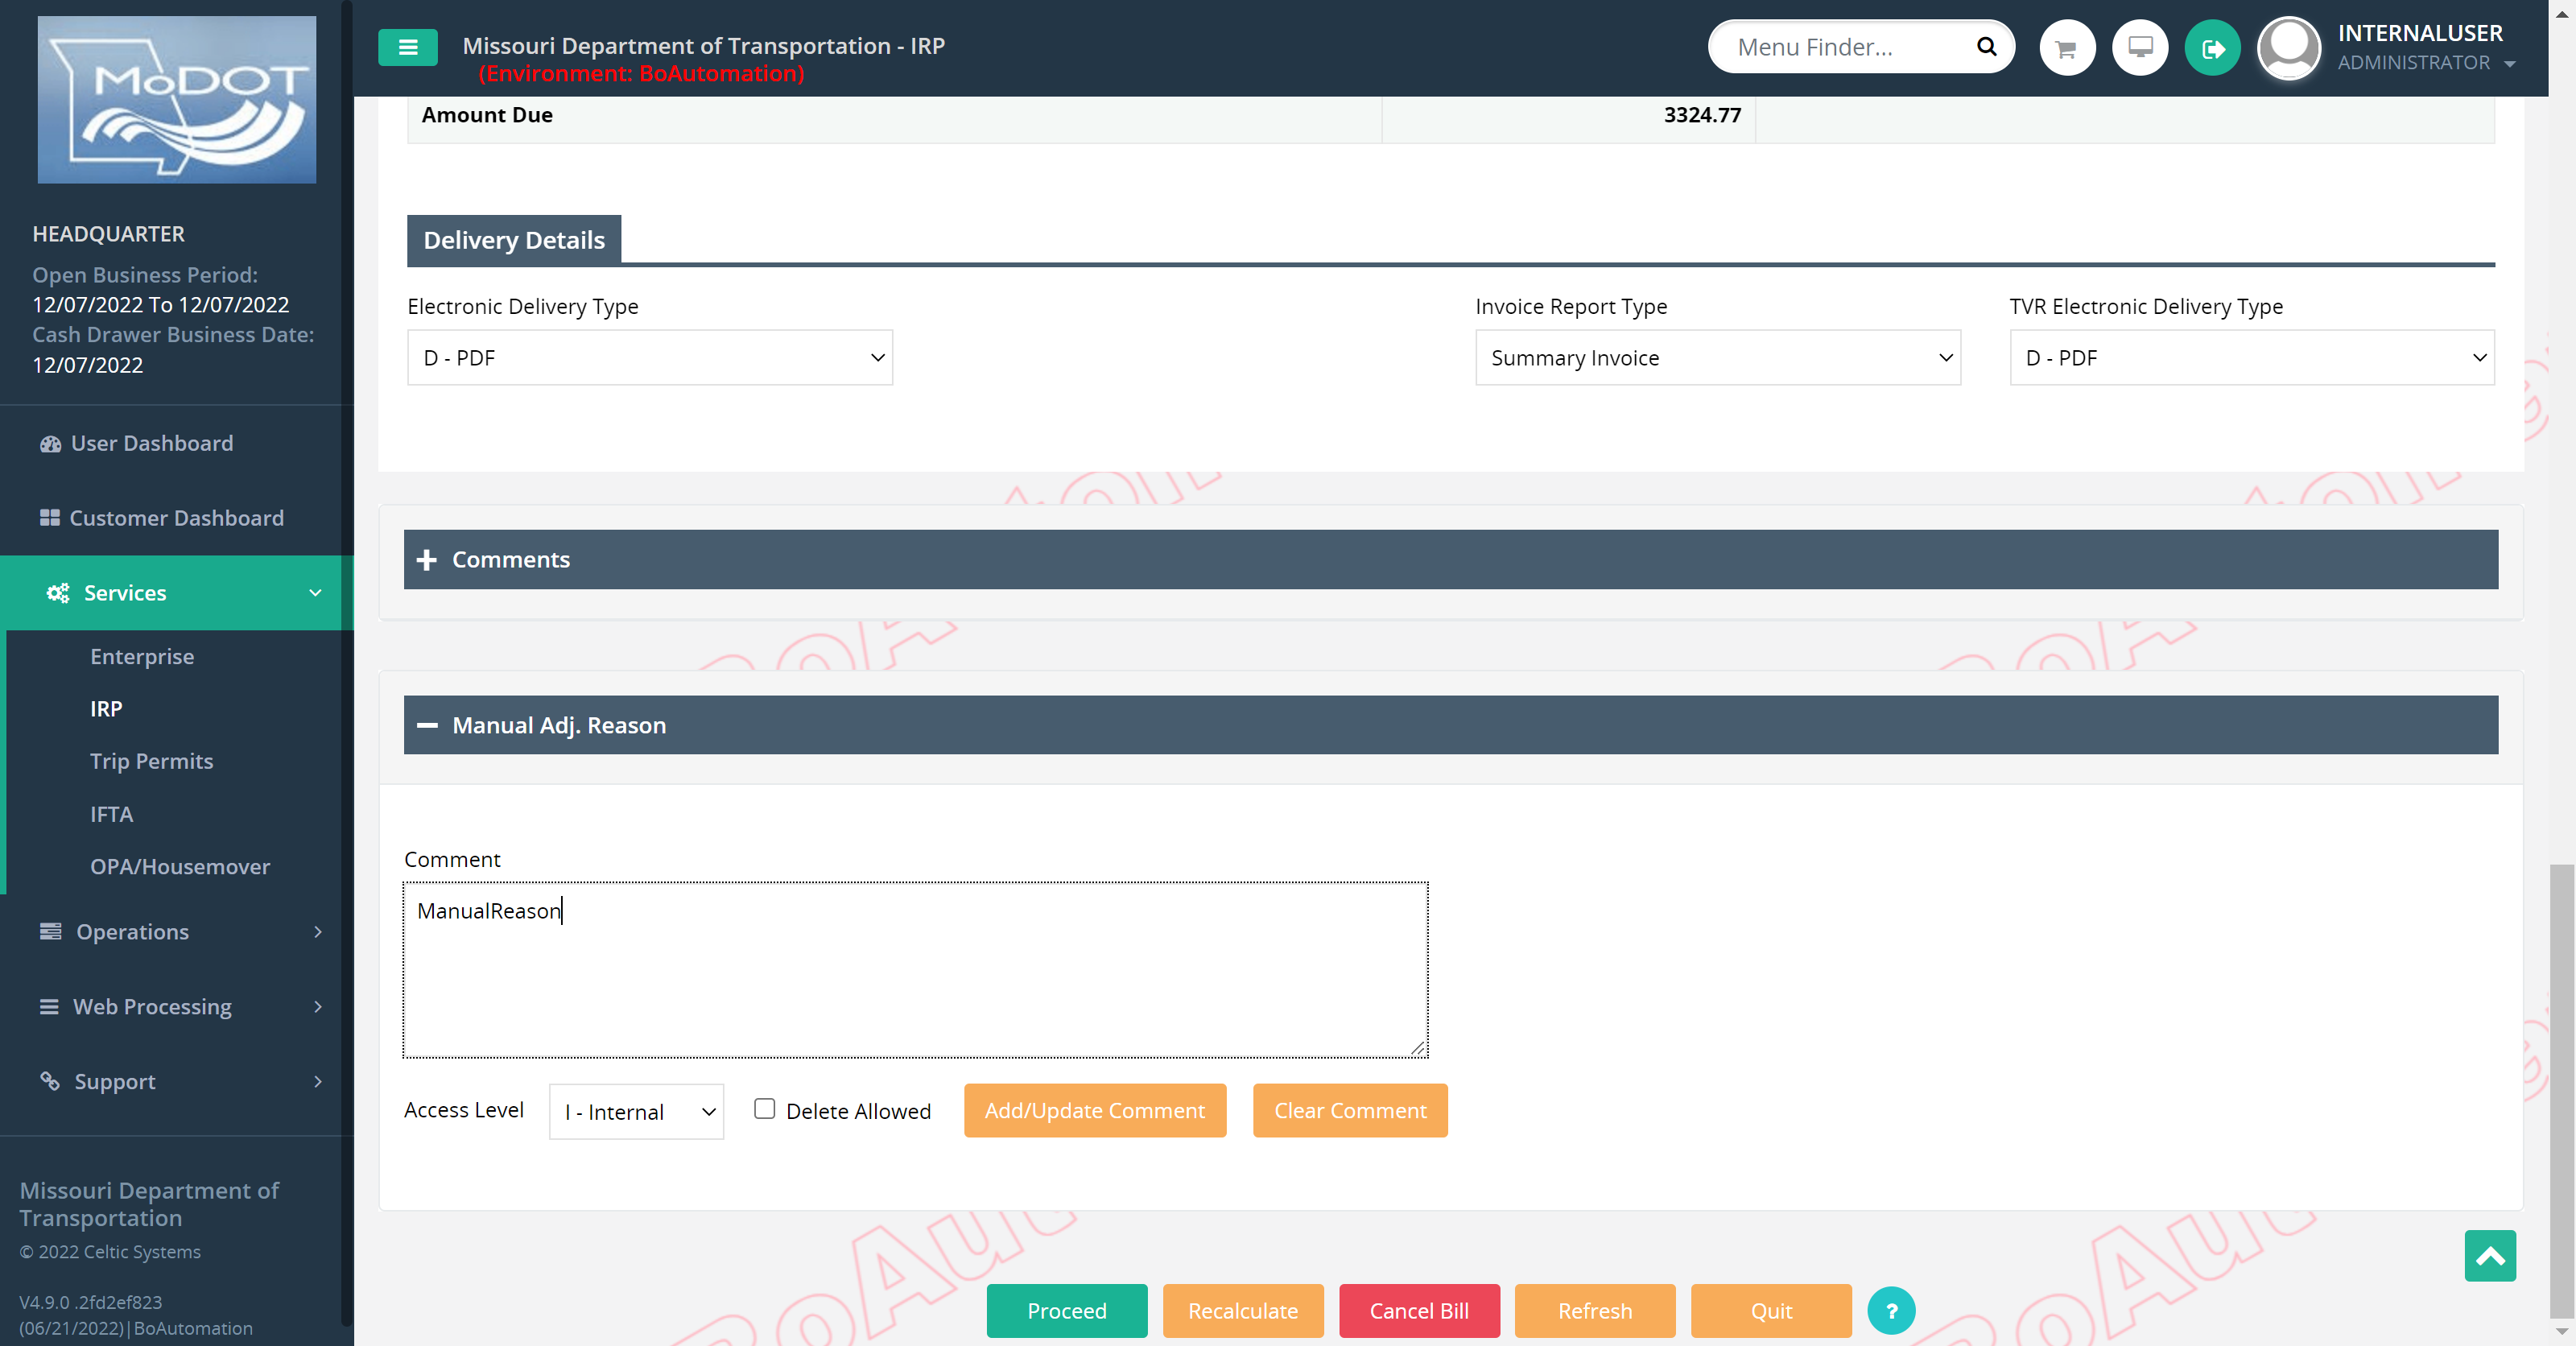 MoDOT
Missouri Department of Transportation - IRP
(Environment: BoAutomation)
Menu Finder...
INTERNALUSER
ADMINISTRATOR
HEADQUARTER
Open Business Period:
12/07/2022 To 12/07/2022
Cash Drawer Business Date:
12/07/2022
User Dashboard
Customer Dashboard
Services
Enterprise
IRP
Trip Permits
IFTA
OPA/Housemover
Operations
Web Processing
Support
Missouri Department of
Transportation
© 2022 Celtic Systems
V4.9.0 .2fd2ef823
(06/21/2022)|BoAutomation
Amount Due 3324.77
Delivery Details
Electronic Delivery Type Invoice Report Type TVR Electronic Delivery Type
D - PDF Summary Invoice D - PDF
Comments
Manual Adj. Reason
Comment
ManualReason
Access Level I - Internal Delete Allowed Add/Update Comment Clear Comment
Proceed Recalculate Cancel Bill Refresh Quit ?